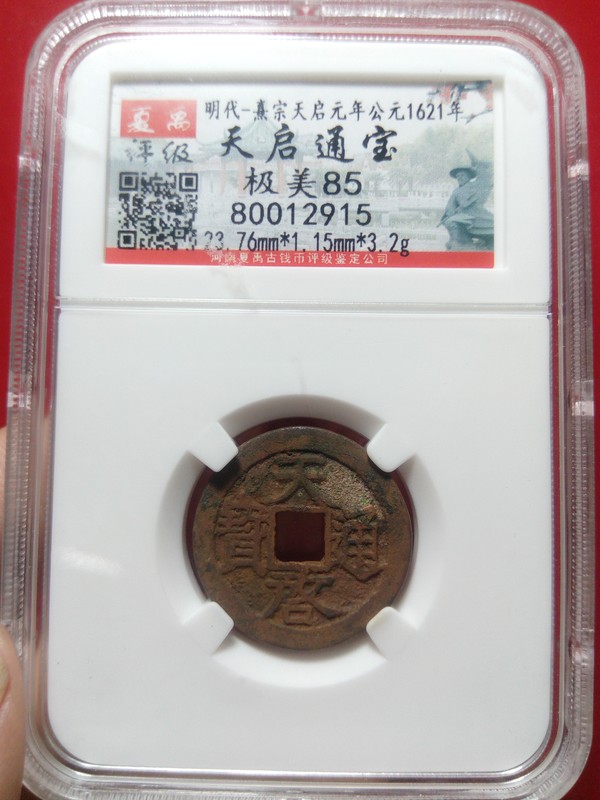 夏禹
评级
明代-熹宗天启元年公元1621年
天启通宝
极美85
80012915
23.76mm*1.15mm*3.2g
夏禹古钱币评级鉴定公司
天啓通寶